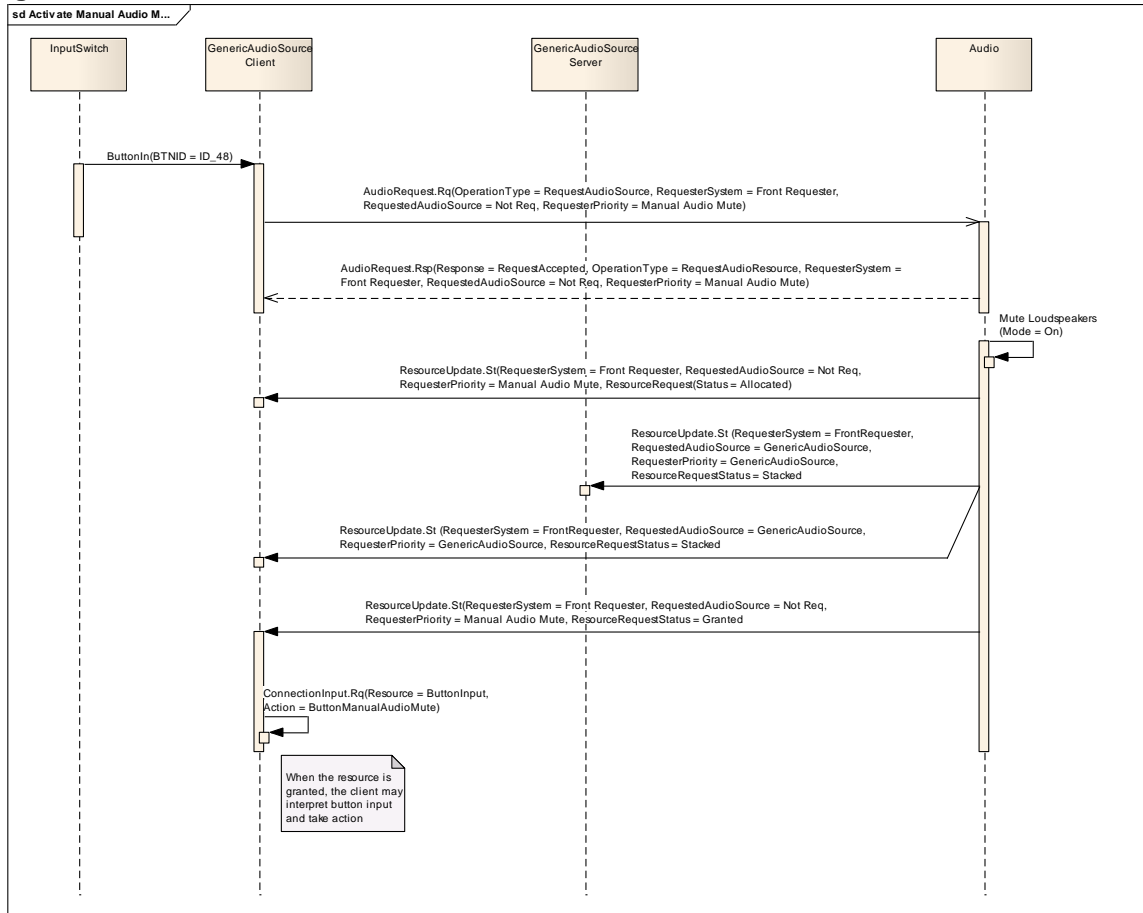 sd Activate Manual Audio M...
InputSwitch
GenericAudioSource
Client
GenericAudioSource
Server
Audio
ButtonIn(BTNID = ID_48)
AudioRequest.Rq(OperationType = RequestAudioSource, RequesterSystem = Front Requester,
RequestedAudioSource = Not Req, RequesterPriority = Manual Audio Mute)
AudioRequest.Rsp(Response = RequestAccepted, OperationType = RequestAudioResource, RequesterSystem =
Front Requester, RequestedAudioSource = Not Req, RequesterPriority = Manual Audio Mute)
Mute Loudspeakers
(Mode = On)
ResourceUpdate.St(RequesterSystem = Front Requester, RequestedAudioSource = Not Req,
RequesterPriority = Manual Audio Mute, ResourceRequest(Status = Allocated)
ResourceUpdate.St (RequesterSystem = FrontRequester,
RequestedAudioSource = GenericAudioSource,
RequesterPriority = GenericAudioSource,
ResourceRequestStatus = Stacked
ResourceUpdate.St (RequesterSystem = FrontRequester, RequestedAudioSource = GenericAudioSource,
RequesterPriority = GenericAudioSource, ResourceRequestStatus = Stacked
ResourceUpdate.St(RequesterSystem = Front Requester, RequestedAudioSource = Not Req,
RequesterPriority = Manual Audio Mute, ResourceRequestStatus = Granted
ConnectionInput.Rq(Resource = ButtonInput,
Action = ButtonManualAudioMute)
When the resource is
granted, the client may
interpret button input
and take action